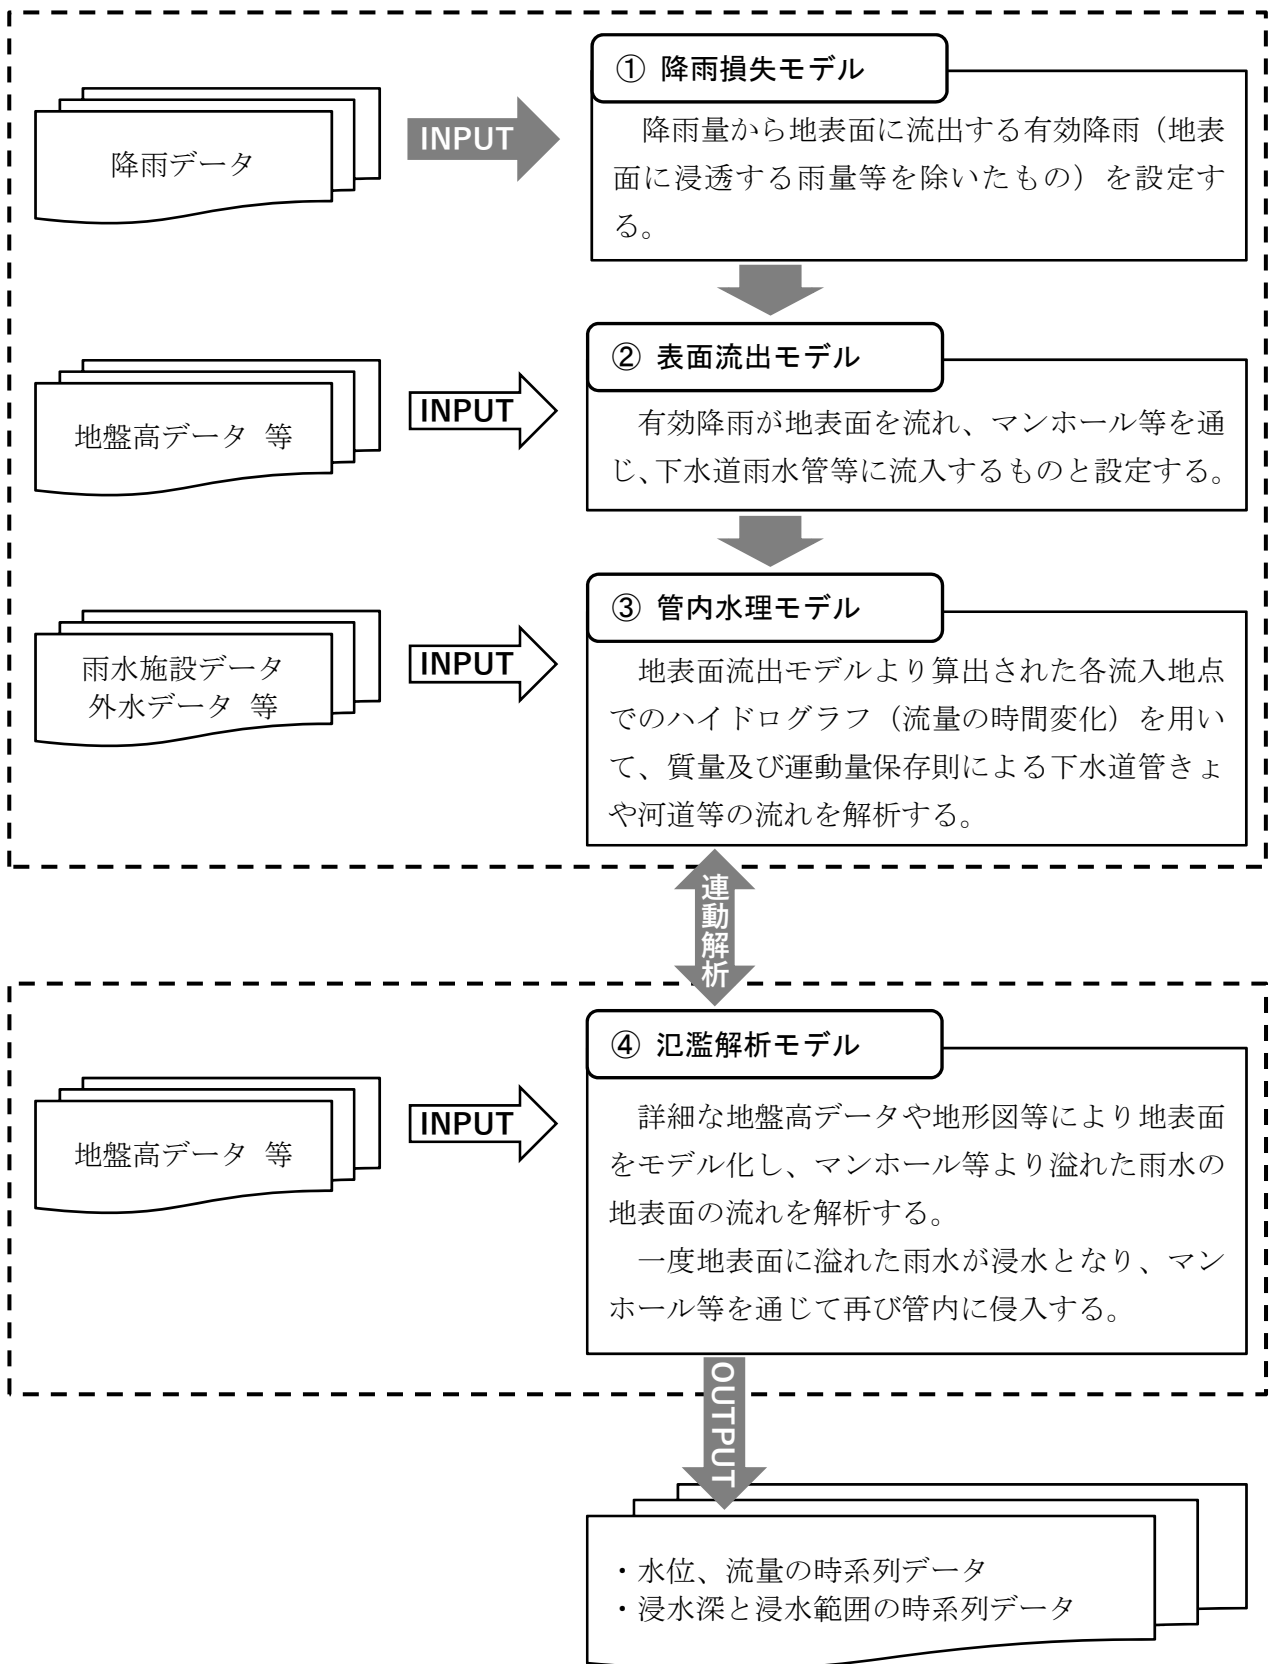 ① 降雨損失モデル
降雨データ
INPUT
降雨量から地表面に流出する有効降雨（地表
面に浸透する雨量等を除いたもの）を設定す
る。
② 表面流出モデル
地盤高データ 等
INPUT
有効降雨が地表面を流れ、マンホール等を通
じ、下水道雨水管等に流入するものと設定する。
③ 管内水理モデル
雨水施設データ
外水データ 等
INPUT
地表面流出モデルより算出された各流入地点
でのハイドログラフ（流量の時間変化）を用い
て、質量及び運動量保存則による下水道管きょ
や河道等の流れを解析する。
連動解析
④ 氾濫解析モデル
地盤高データ 等
INPUT
詳細な地盤高データや地形図等により地表面
をモデル化し、マンホール等より溢れた雨水の
地表面の流れを解析する。
一度地表面に溢れた雨水が浸水となり、マン
ホール等を通じて再び管内に侵入する。
OUTPUT
・水位、流量の時系列データ
・浸水深と浸水範囲の時系列データ